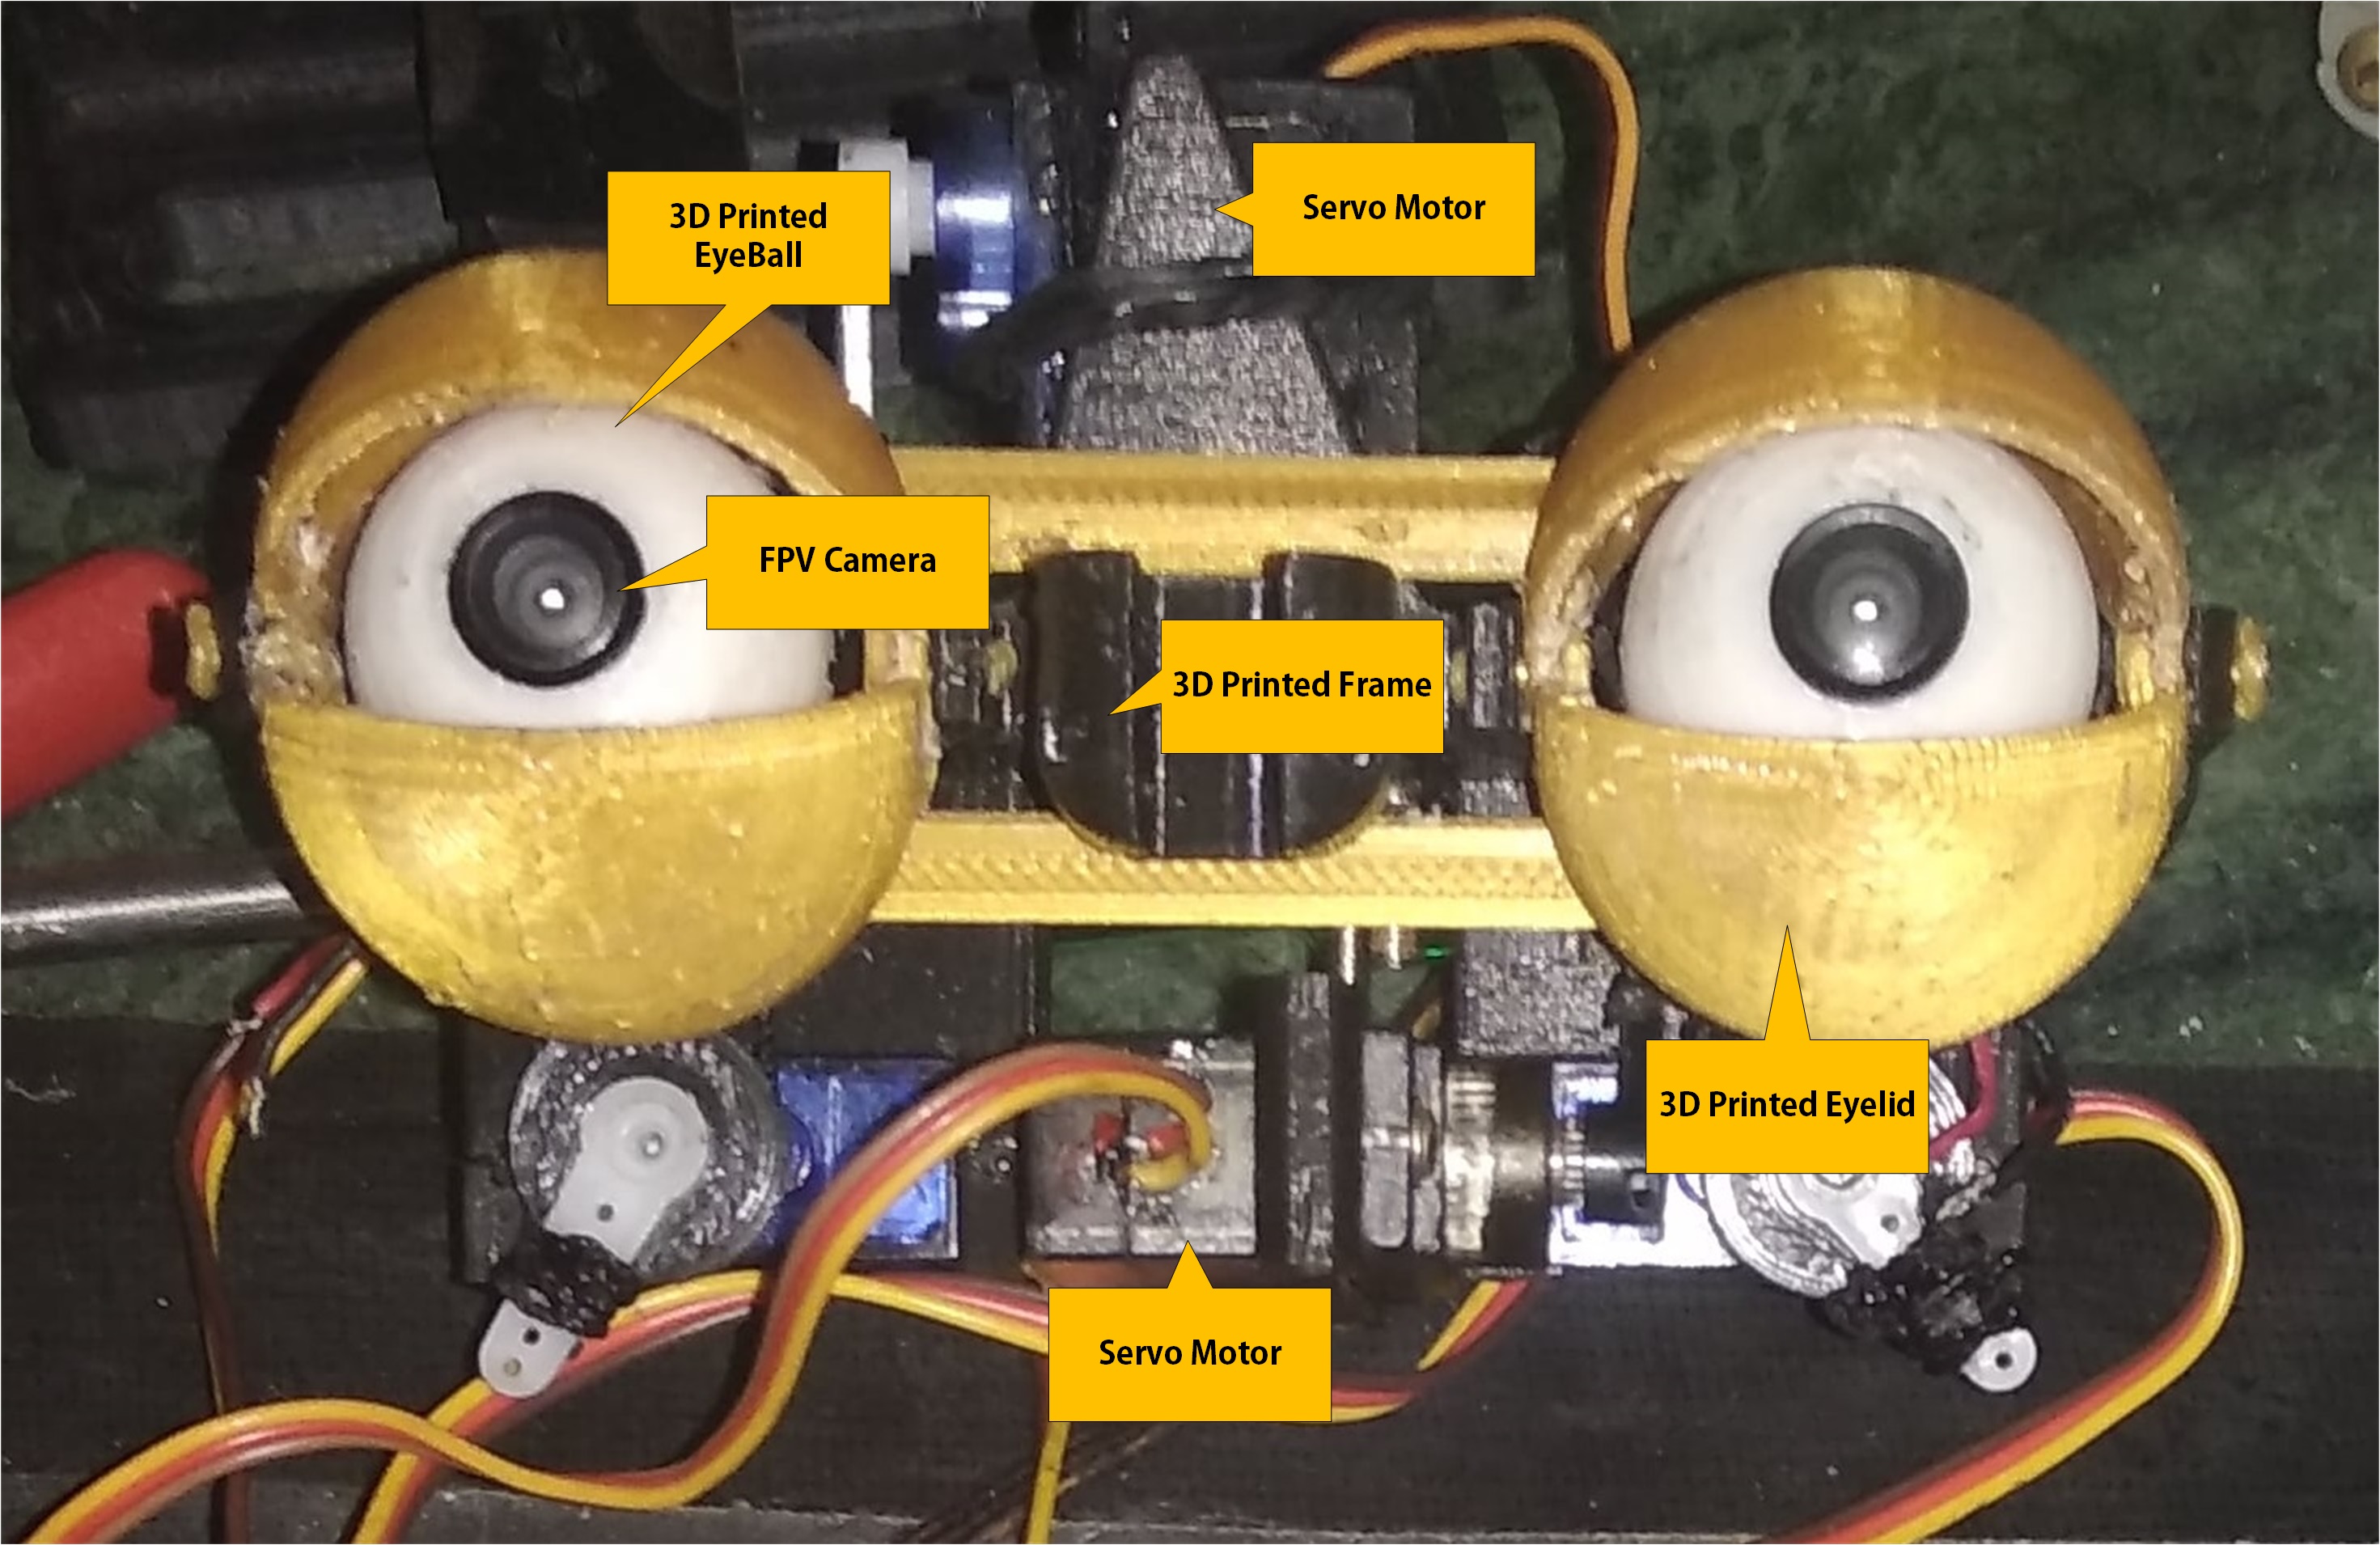 3D Printed
EyeBall
Servo Motor
FPV Camera
3D Printed Frame
3D Printed Eyelid
Servo Motor